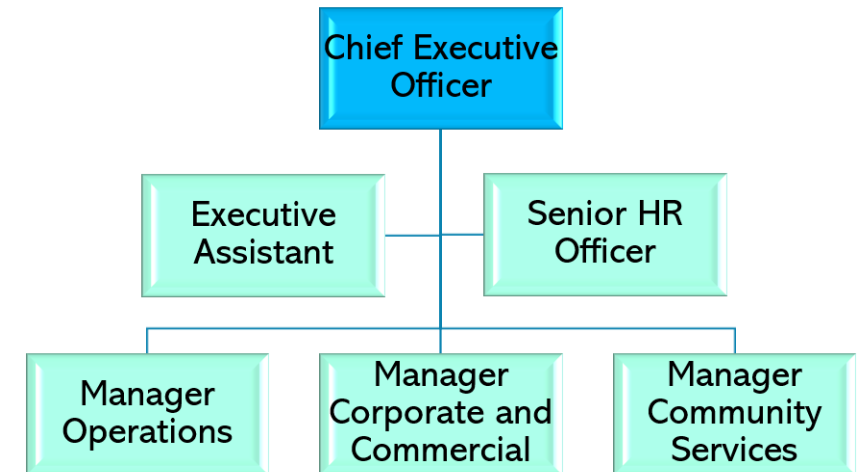 Chief Executive
Officer
Executive
Assistant
Senior HR
Officer
Manager
Operations
Manager
Corporate and
Commercial
Manager
Community
Services